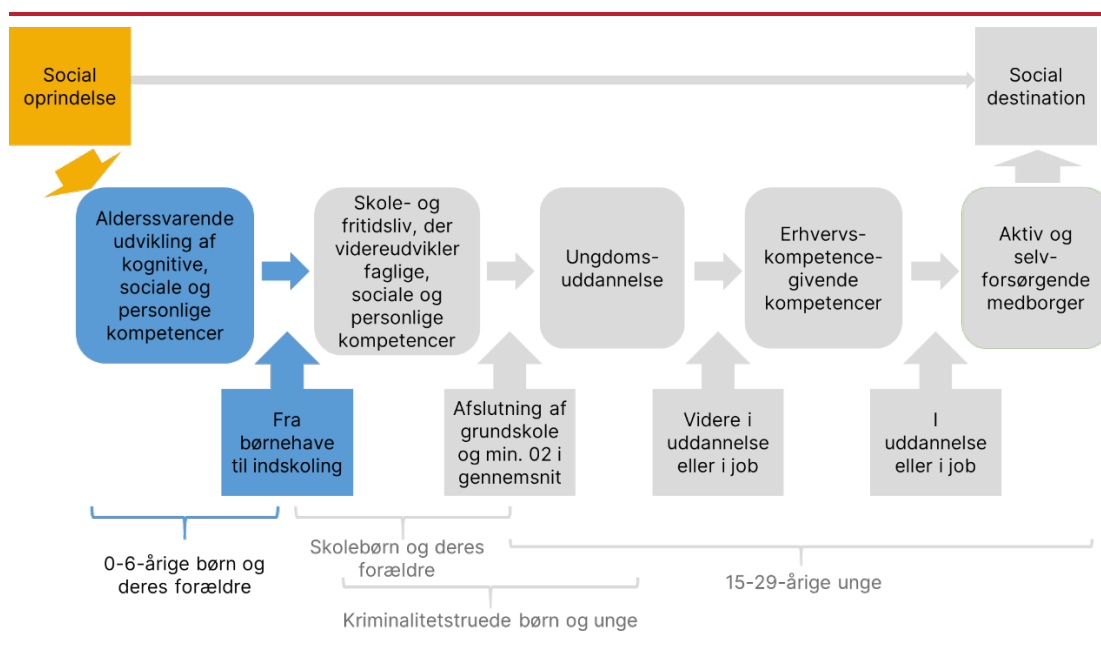 Social
oprindelse
Social
destination
Alderssvarende
udvikling af
kognitive,
sociale og
personlige
kompetencer
Skole- og
fritidsliv, der
videreudvikler
faglige,
sociale og
personlige
kompetencer
Ungdoms-
uddannelse
Erhvervs-
kompetence-
givende
kompetencer
Aktiv og
selv-
forsørgende
medborger
Fra
børnehave
til indskoling
Afslutning af
grundskole
og min. 02 i
gennemsnit
Videre i
uddannelse
eller i job
I
uddannelse
eller i job
0-6-årige børn og
deres forældre
Skolebørn og deres
forældre
15-29-årige unge
Kriminalitetstruede børn og unge